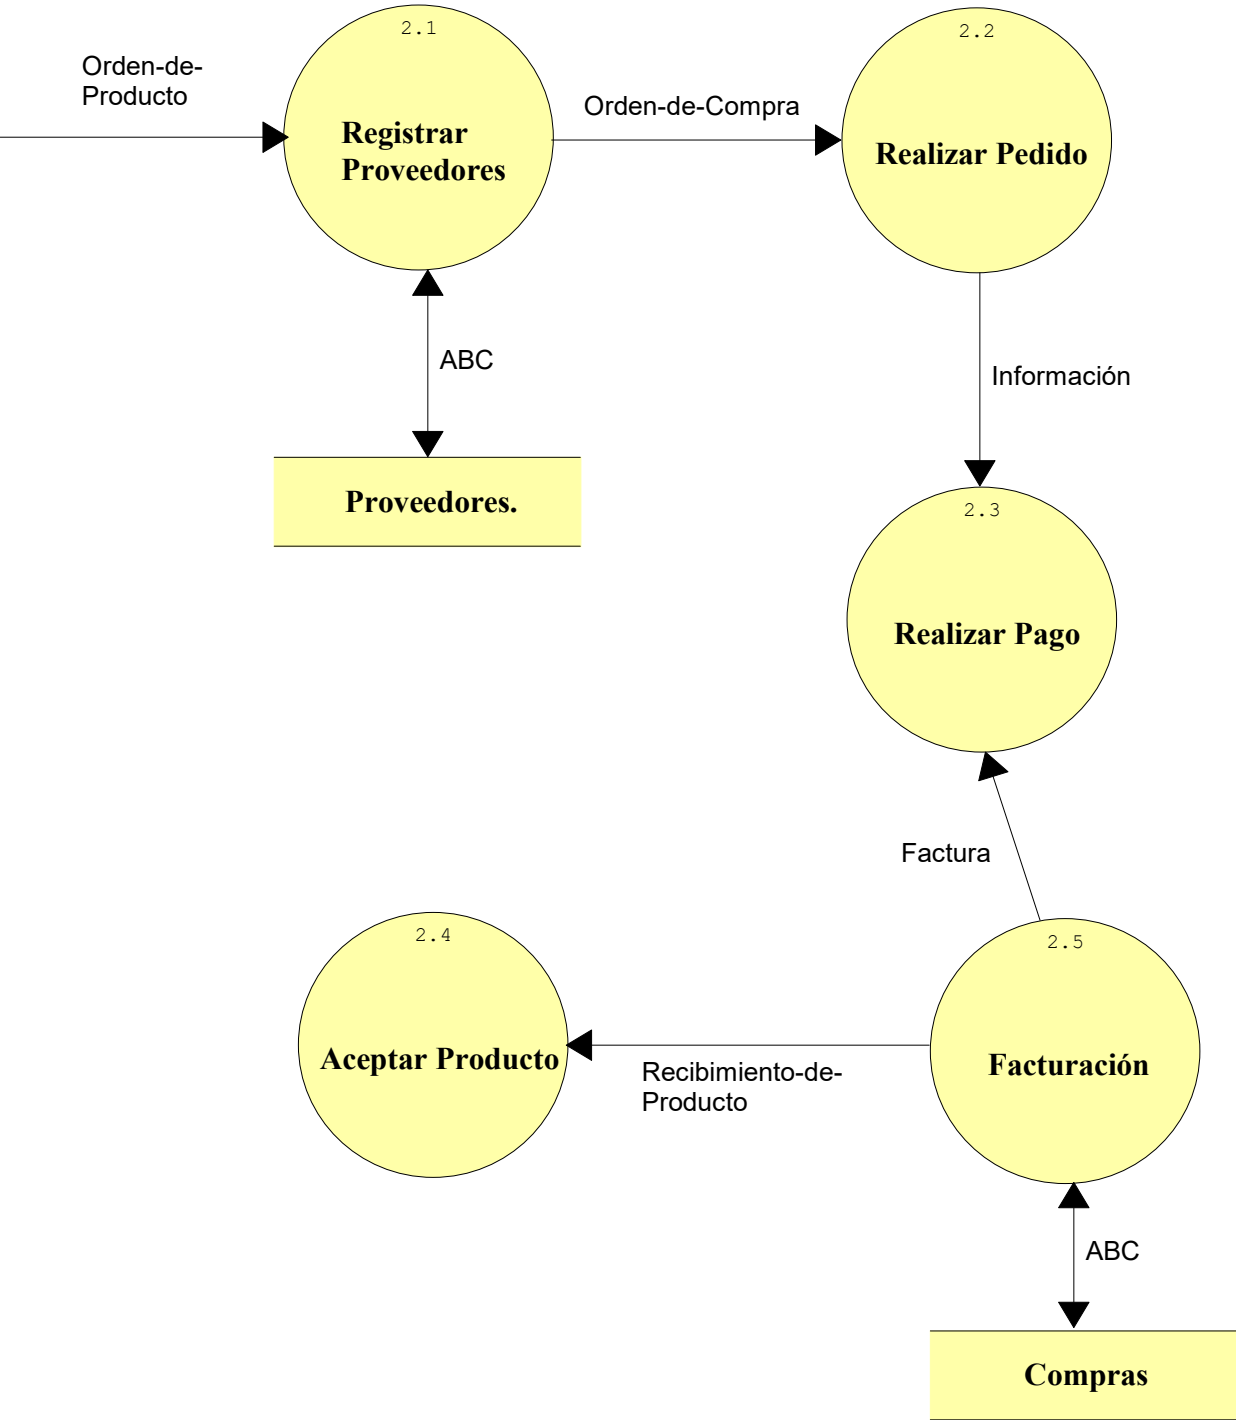 2.1
2.2
Orden-de-
Producto
Orden-de-Compra
Registrar
Proveedores
Realizar Pedido
ABC
Información
Proveedores.
2.3
Realizar Pago
Factura
2.4
2.5
Aceptar Producto
Recibimiento-de-
Producto
Facturación
ABC
Compras